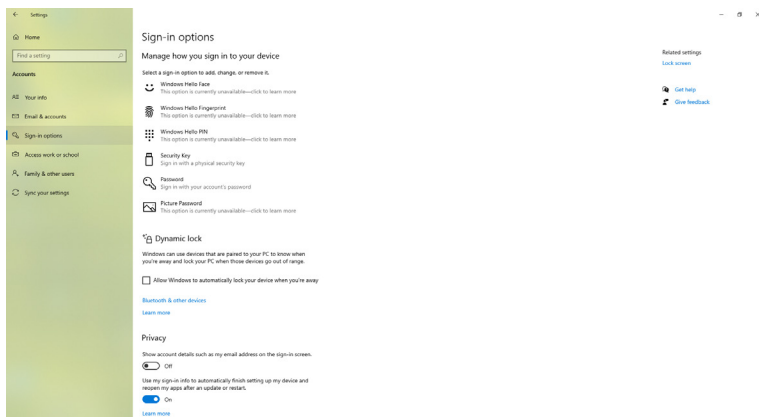 Settings
Home
Find a setting
Accounts
Your info
Email & accounts
Sign-in options
Access work or school
Family & other users
Sync your settings
Sign-in options
Manage how you sign in to your device
Select a sign-in option to add, change, or remove it.
Windows Hello Face
This option is currently unavailable—click to learn more
Windows Hello Fingerprint
This option is currently unavailable—click to learn more
Windows Hello PIN
This option is currently unavailable—click to learn more
Security Key
Sign in with a physical security key
Password
Sign in with your account's password
Picture Password
This option is currently unavailable—click to learn more
Dynamic lock
Windows can use devices that are paired to your PC to know when
you're away and lock your PC when those devices go out of range.
Allow Windows to automatically lock your device when you're away
Bluetooth & other devices
Learn more
Privacy
Show account details such as my email address on the sign-in screen.
Off
Use my sign-in info to automatically finish setting up my device and
reopen my apps after an update or restart.
On
Learn more
Related settings
Lock screen
Get help
Give feedback